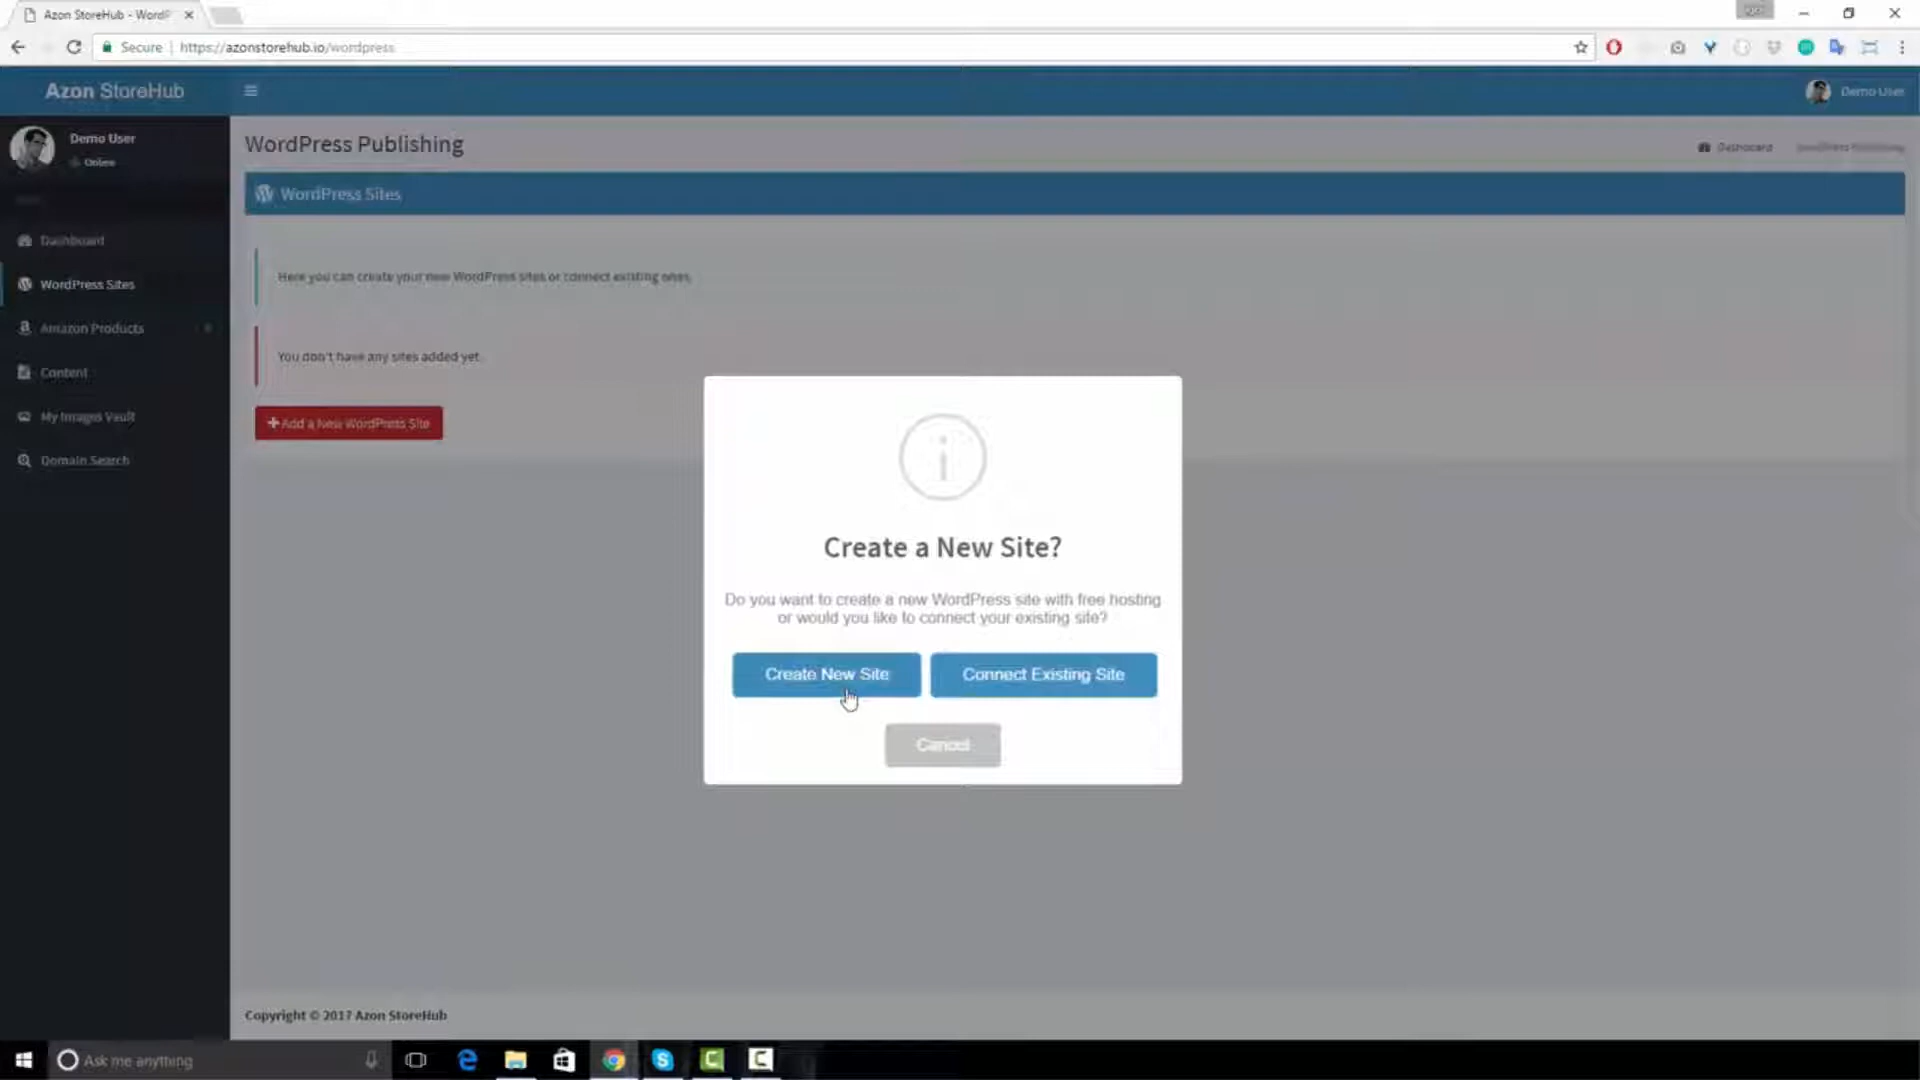 Azon StoreHub - WordP
Secure
https://azonstorehub.io/wordpress
Azon StoreHub
Demo User
Demo User
Online
WordPress Publishing
Dashboard
WordPress Publishing
WordPress Sites
Dashboard
WordPress Sites
Amazon Products
Content
My Images Vault
Domain Search
Here you can create your new WordPress sites or connect existing sites.
You don't have any sites added yet.
Add a New WordPress Site
Create a New Site?
Do you want to create a new WordPress site with free hosting
or would you like to connect your existing site?
Create New Site
Connect Existing Site
Cancel
Copyright © 2017 Azon StoreHub
Ask me anything